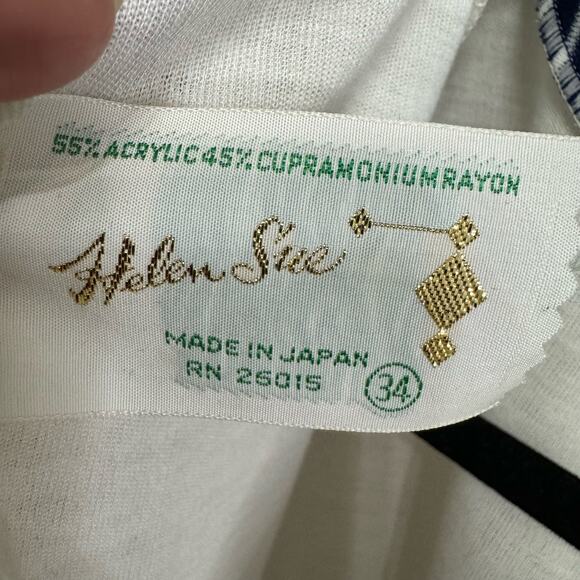 55% ACRYLIC 45% CUPRAMONIUM RAYON
Helen Sue
MADE IN JAPAN
RN 26015
34